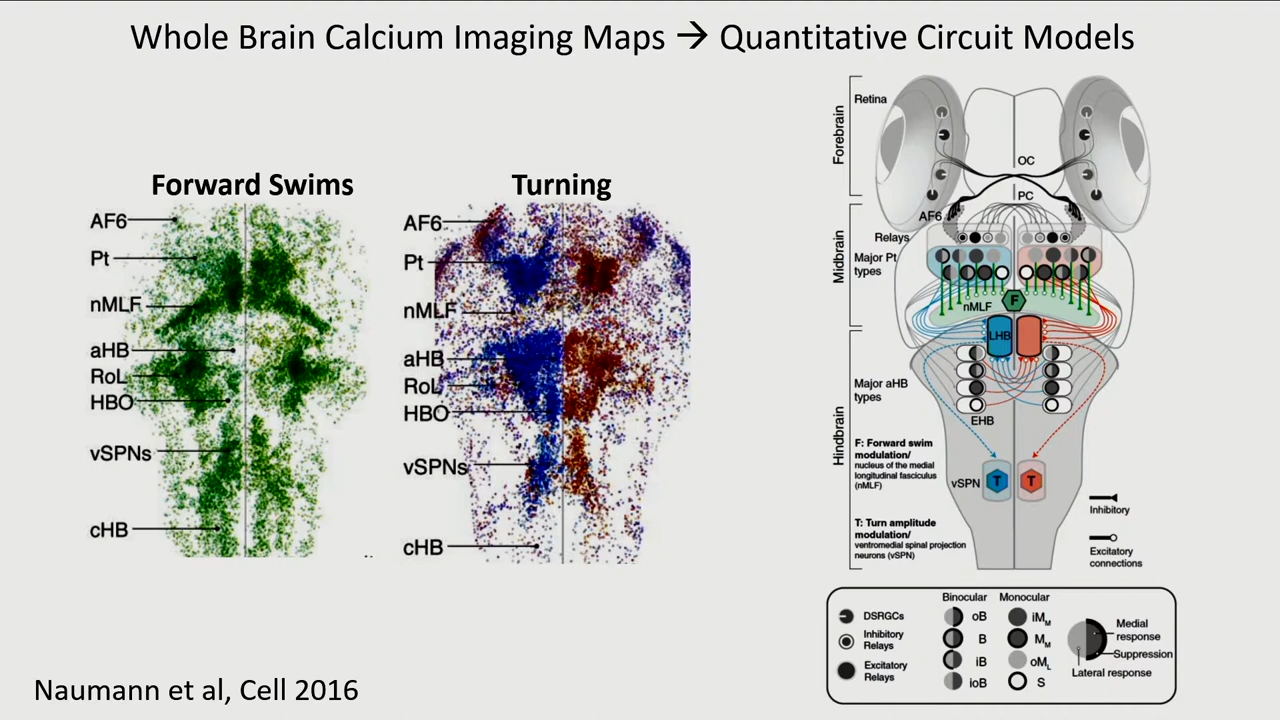 Whole Brain Calcium Imaging Maps → Quantitative Circuit Models
Forward Swims
AF6
Pt
nMLF
aHB
RoL
HBO
vSPNs
cHB
Turning
AF6
Pt
nMLF
aHB
RoL
HBO
vSPNs
cHB
Forebrain
Midbrain
Hindbrain
Retina
OC
PC
AF6
Relays
Major Pt
types
nMLF
F
LHB
Major aHB
types
EHB
F: Forward swim
modulation/
nucleus of the medial
longitudinal fasciculus
(nMLF)
vSPN
T
T
T: Turn amplitude
modulation/
ventromedial spinal projection
neurons (vSPN)
Inhibitory
Excitatory
connections
DSRGCs
Inhibitory
Relays
Excitatory
Relays
Binocular
oB
B
iB
ioB
Monocular
iMM
MM
oML
S
Medial
response
Suppression
Lateral response
Naumann et al, Cell 2016